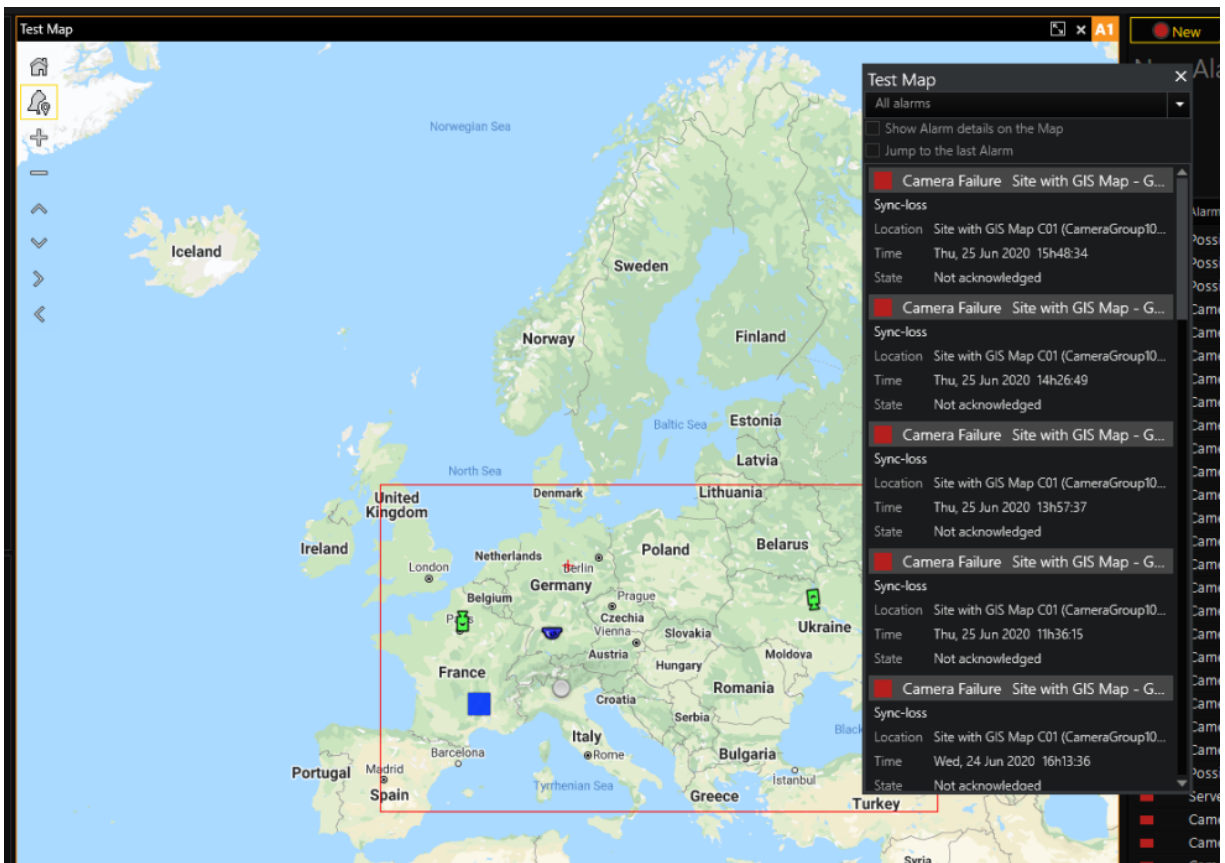 Test Map
A1
New
Norwegian Sea
Iceland
Sweden
Norway
Finland
Baltic Sea
Estonia
Latvia
North Sea
Denmark
Lithuania
United
Kingdom
Ireland
Netherlands
Berlin
Poland
Belarus
London
Germany
Belgium
Prague
Czechia
Ukraine
Vienna
Slovakia
Austria
Moldova
France
Hungary
Romania
Croatia
Serbia
Italy
Rome
Bulgaria
Black
Barcelona
Istanbul
Portugal
Madrid
Spain
Tyrrhenian Sea
Greece
Turkey
Syria
Test Map
All alarms
Show Alarm details on the Map
Jump to the last Alarm
Camera Failure Site with GIS Map - G...
Sync-loss
Location Site with GIS Map C01 (CameraGroup10...
Time Thu, 25 Jun 2020 15h48:34
State Not acknowledged
Camera Failure Site with GIS Map - G...
Sync-loss
Location Site with GIS Map C01 (CameraGroup10...
Time Thu, 25 Jun 2020 14h26:49
State Not acknowledged
Camera Failure Site with GIS Map - G...
Sync-loss
Location Site with GIS Map C01 (CameraGroup10...
Time Thu, 25 Jun 2020 13h57:37
State Not acknowledged
Camera Failure Site with GIS Map - G...
Sync-loss
Location Site with GIS Map C01 (CameraGroup10...
Time Thu, 25 Jun 2020 11h36:15
State Not acknowledged
Camera Failure Site with GIS Map - G...
Sync-loss
Location Site with GIS Map C01 (CameraGroup10...
Time Wed, 24 Jun 2020 16h13:36
State Not acknowledged
Alarm